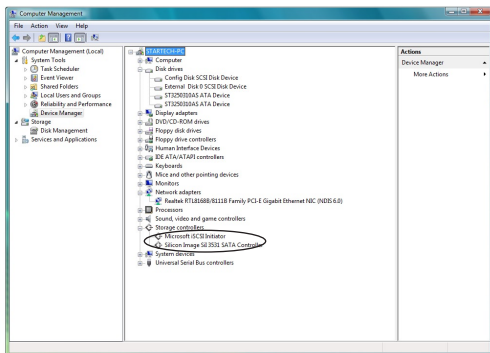 Computer Management
File Action View Help
Computer Management (Local)
System Tools
Task Scheduler
Event Viewer
Shared Folders
Local Users and Groups
Reliability and Performance
Device Manager
Storage
Disk Management
Services and Applications
STARTECH-PC
Computer
Disk drives
Config Disk SCSI Disk Device
External Disk 0 SCSI Disk Device
ST3250310AS ATA Device
ST3250310AS ATA Device
Display adapters
DVD/CD-ROM drives
Floppy disk drives
Floppy drive controllers
Human Interface Devices
IDE ATA/ATAPI controllers
Keyboards
Mice and other pointing devices
Monitors
Network adapters
Realtek RTL8168B/8111B Family PCI-E Gigabit Ethernet NIC (NDIS 6.0)
Processors
Sound, video and game controllers
Storage controllers
Microsoft iSCSI Initiator
Silicon Image SiI 3531 SATA Controller
System devices
Universal Serial Bus controllers
Actions
Device Manager
More Actions